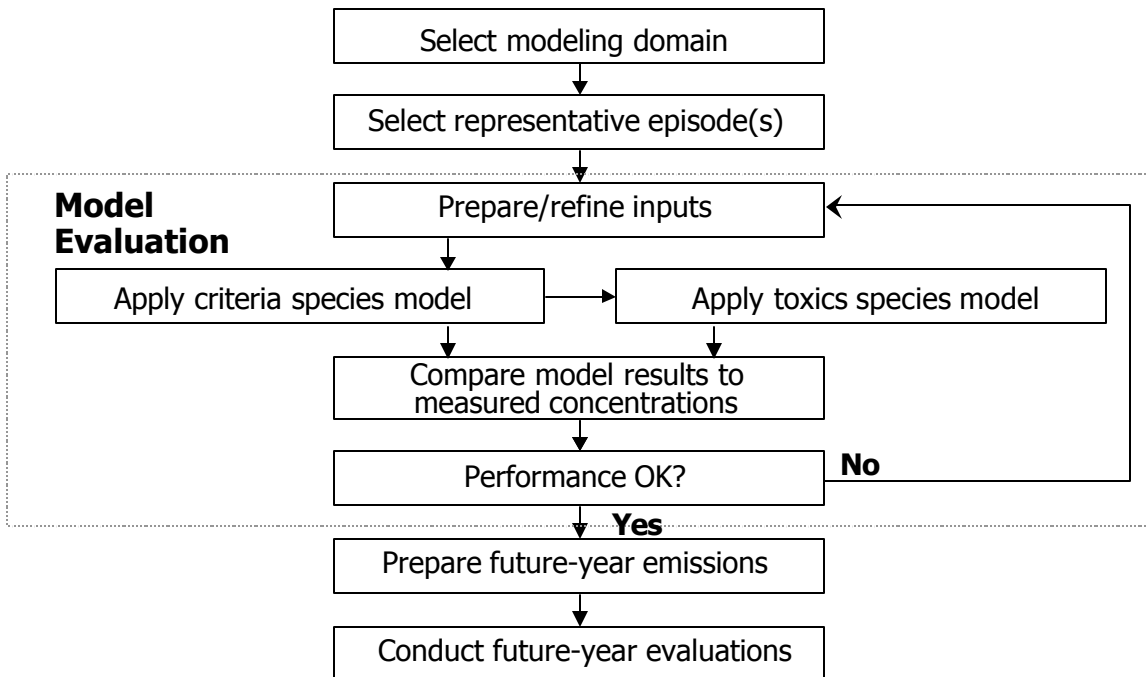 Select modeling domain
Select representative episode(s)
Model
Evaluation
Prepare/refine inputs
Apply criteria species model
Apply toxics species model
Compare model results to
measured concentrations
Performance OK?
No
Yes
Prepare future-year emissions
Conduct future-year evaluations